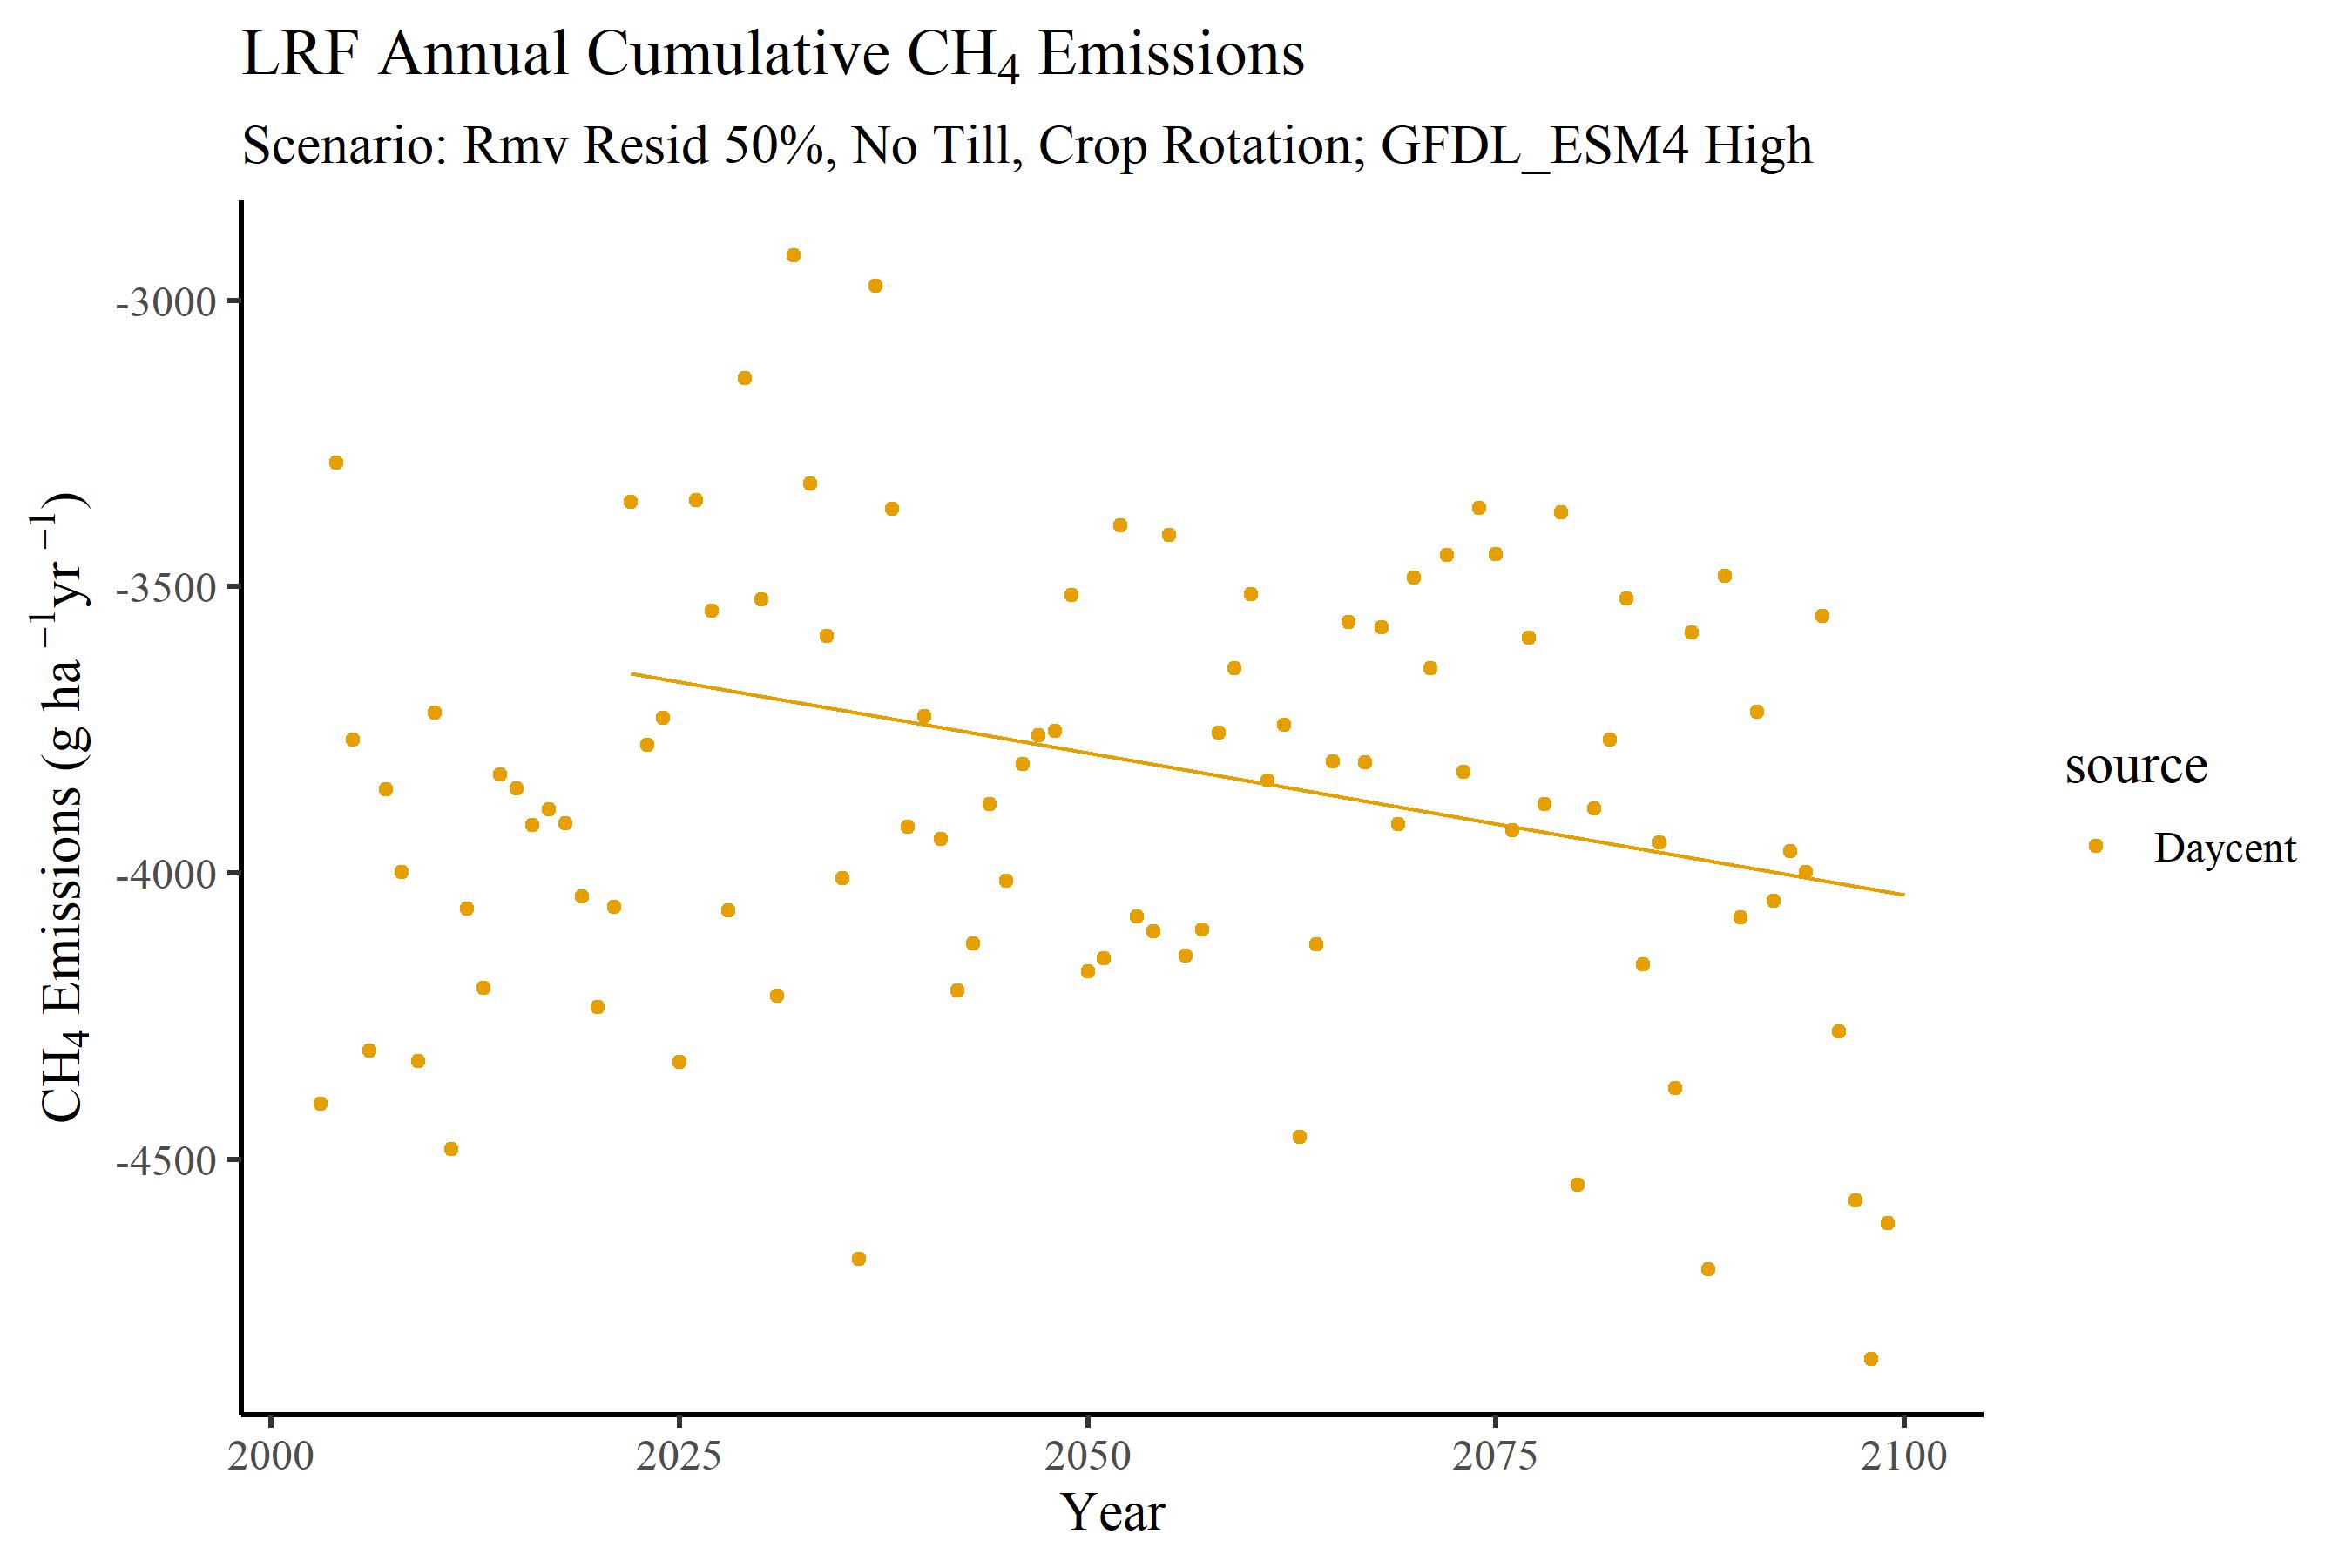 LRF Annual Cumulative CH₄ Emissions
Scenario: Rmv Resid 50%, No Till, Crop Rotation; GFDL_ESM4 High
CH₄ Emissions (g ha ⁻¹yr ⁻¹)
-3000
-3500
-4000
-4500
2000 2025 2050 2075 2100
Year
source
Daycent